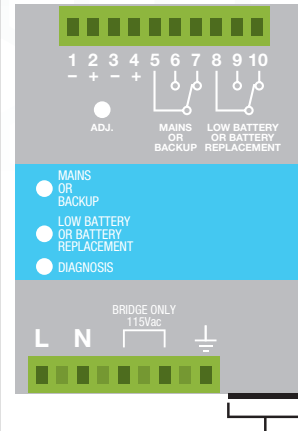 1 2 3 4 5 6 7 8 9 10
− + − +
ADJ.
MAINS
OR
BACKUP
LOW BATTERY
OR BATTERY
REPLACEMENT
MAINS
OR
BACKUP
LOW BATTERY
OR BATTERY
REPLACEMENT
DIAGNOSIS
BRIDGE ONLY
115Vac
L N